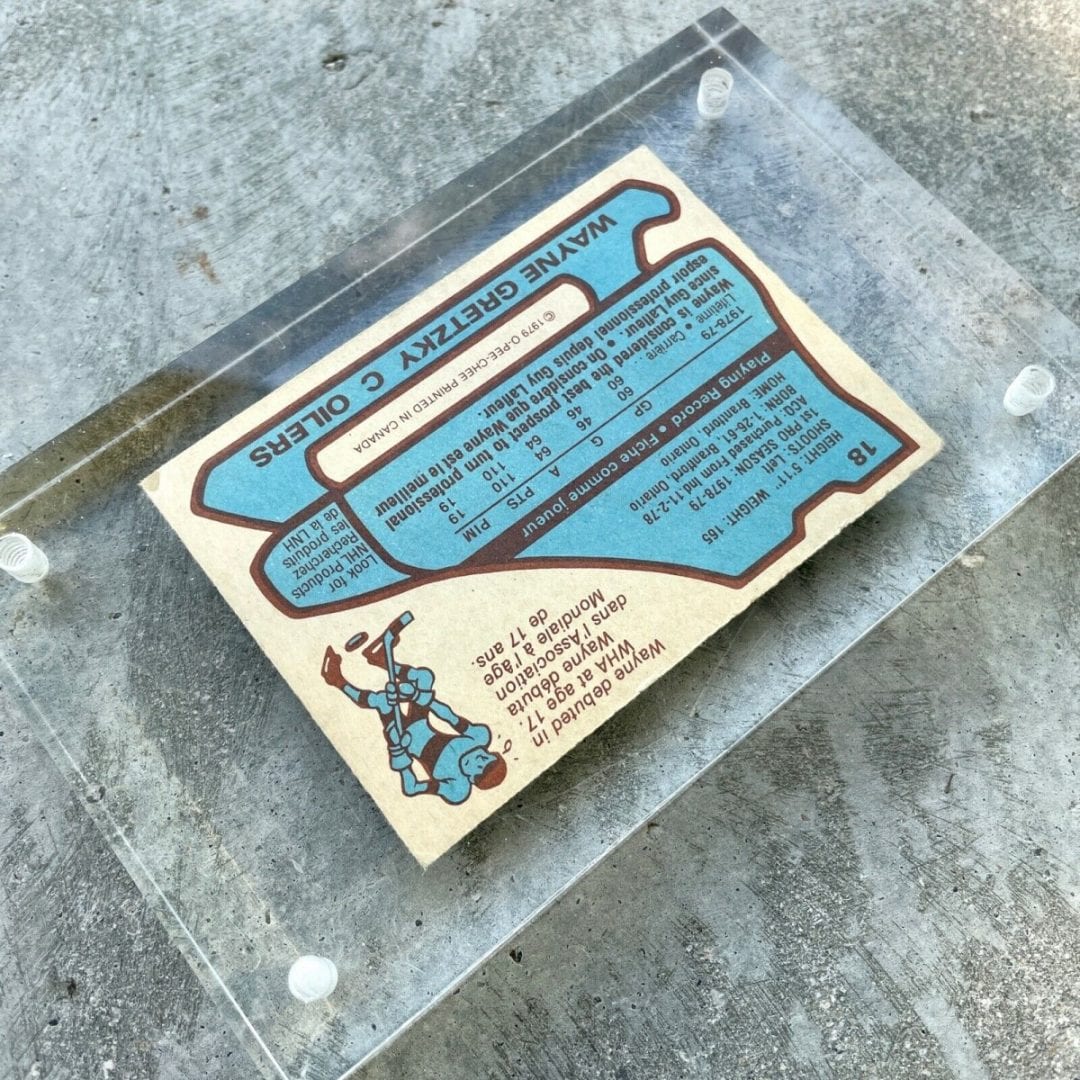 18
HEIGHT: 5'11" WEIGHT: 165
SHOOTS: Left
1st PRO SEASON: 1978-79
ACQ: Purchased from Ind, 11-2-78
BORN: 1-26-61, Brantford, Ontario
HOME: Brantford, Ontario
Playing Record • Fiche comme joueur
GP G A PTS PIM
1978-79 60 46 64 110 19
Lifetime • Carrière...
Wayne is considered the best prospect to turn professional
since Guy Lafleur. • On considère que Wayne est le meilleur
espoir professionnel depuis Guy Lafleur.
© 1979 O-PEE-CHEE PRINTED IN CANADA
WAYNE GRETZKY C OILERS
Look for
NHL Products
Recherchez
les produits
de la LNH
Wayne debuted in
WHA at age 17.
Wayne débuta
dans l'Association
Mondiale à l'âge
de 17 ans.